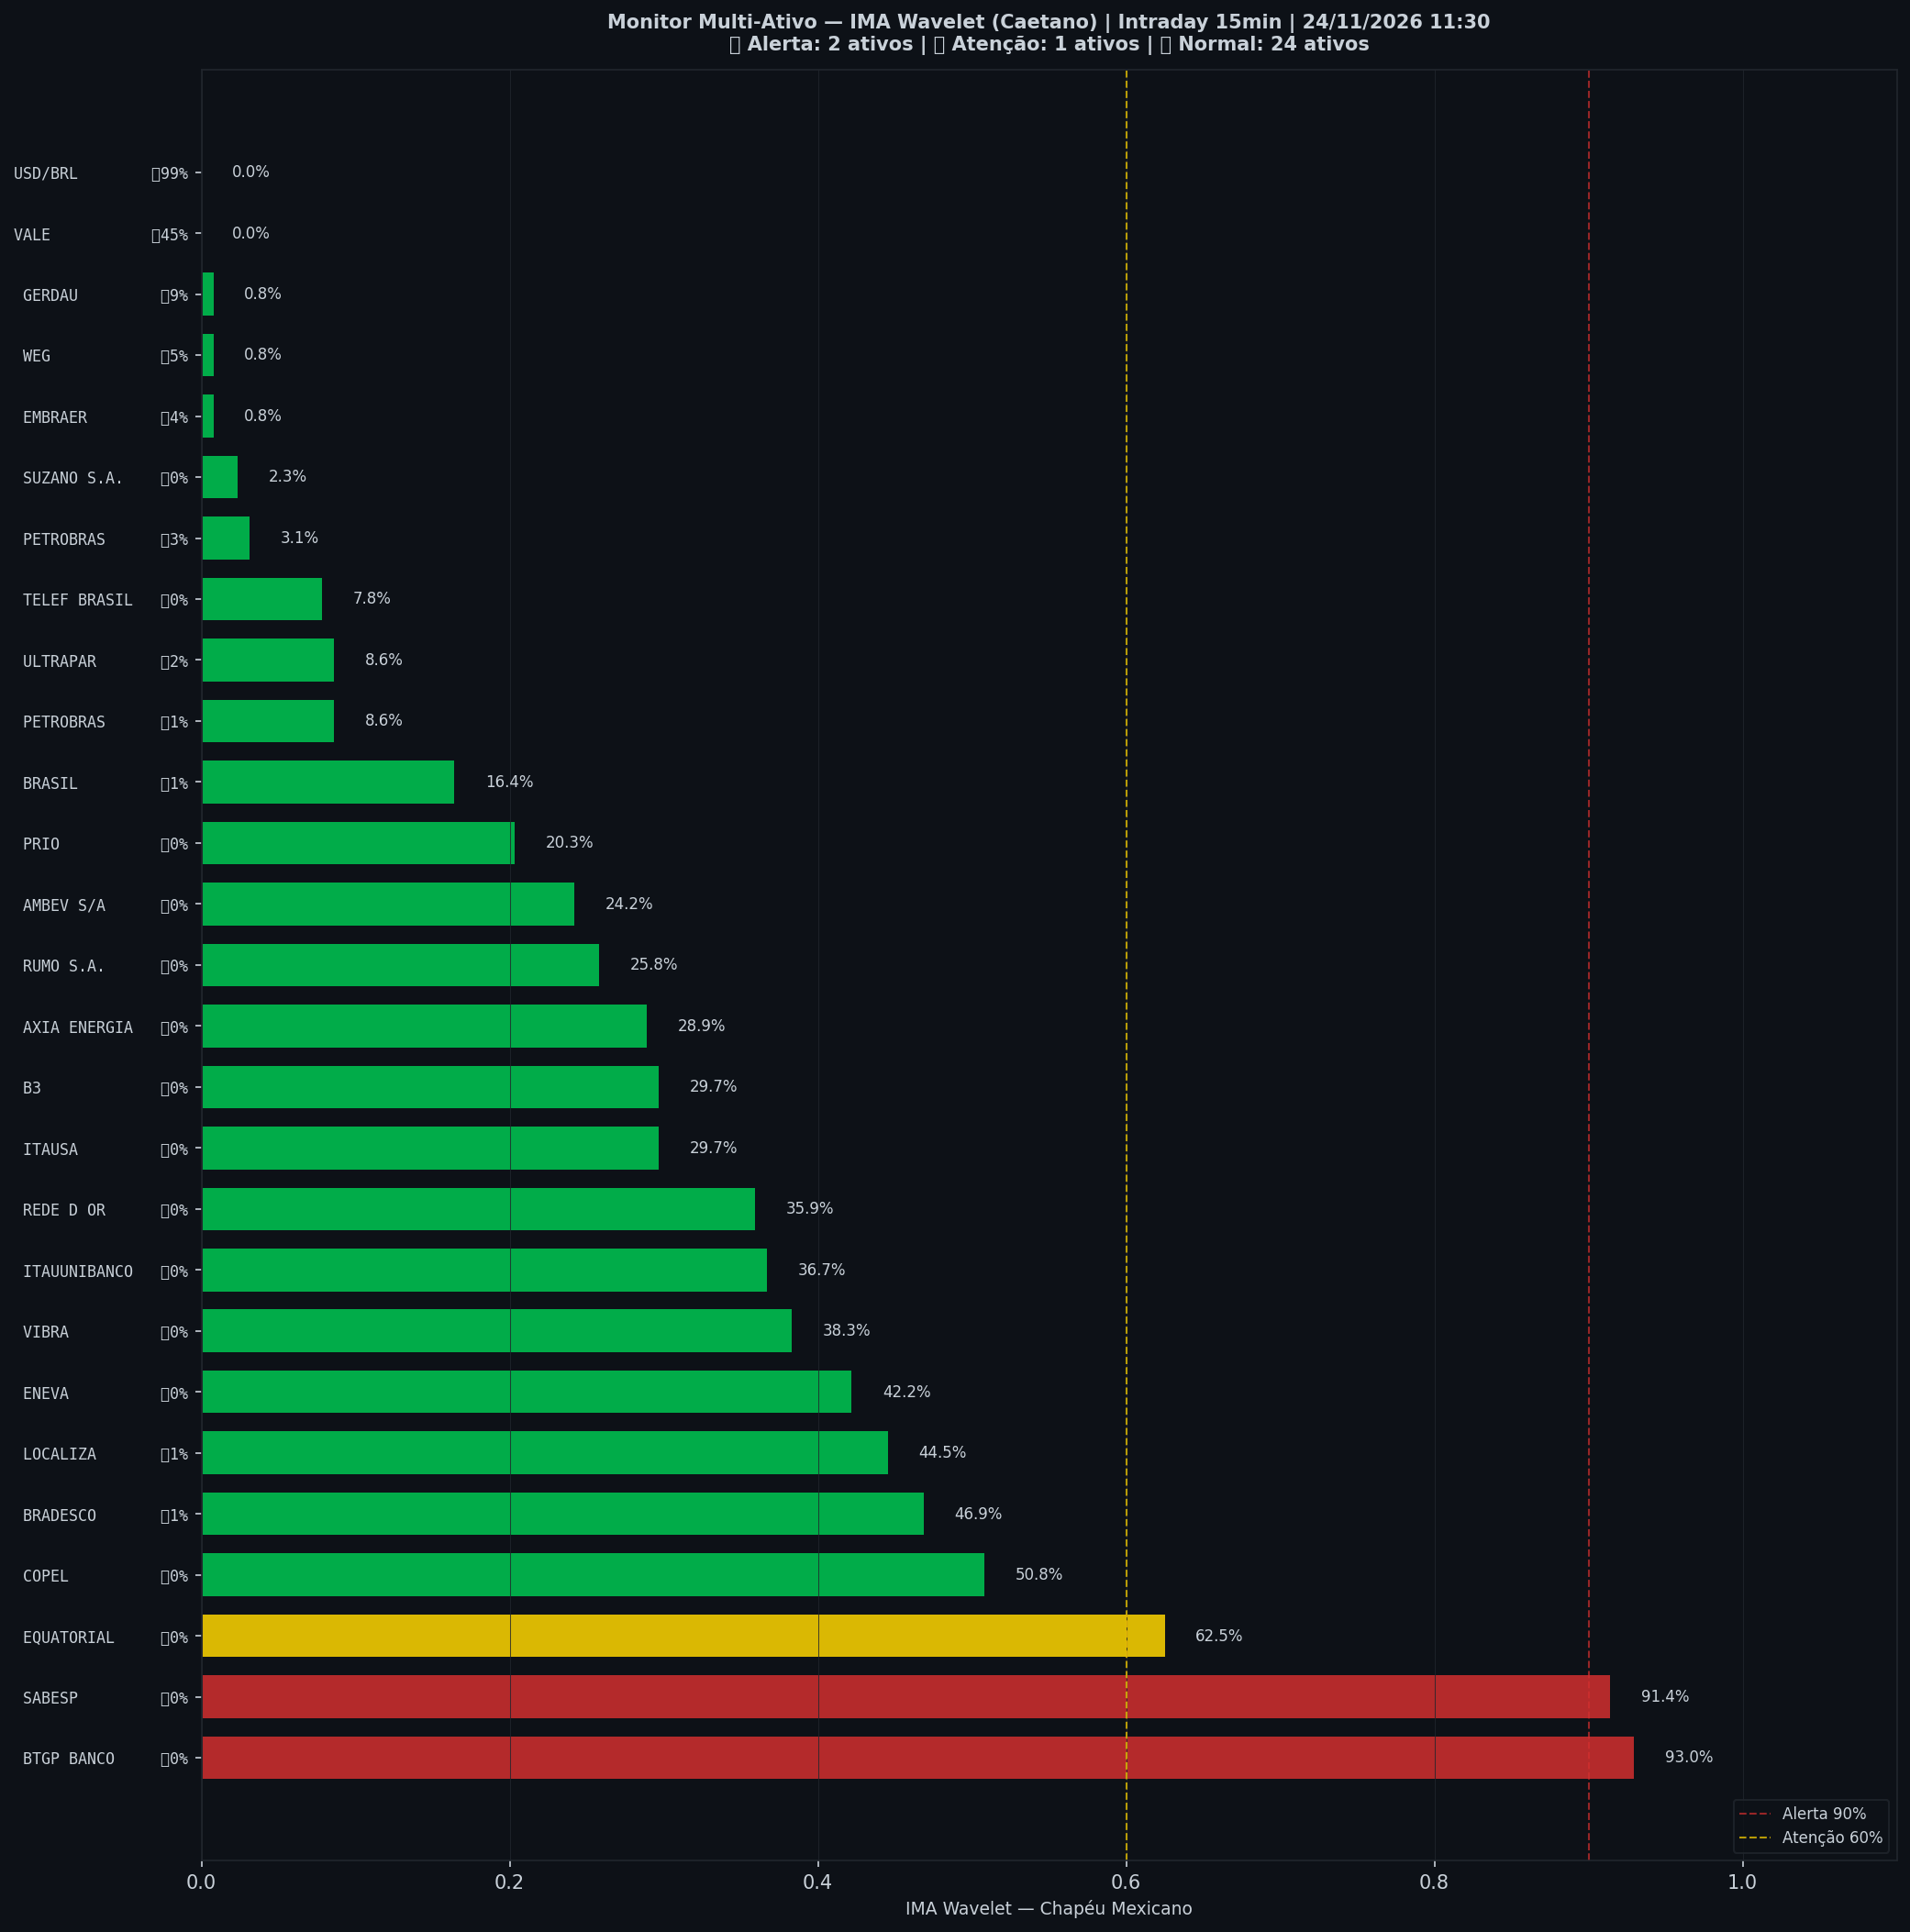 Monitor Multi-Ativo — IMA Wavelet (Caetano) | Intraday 15min | 24/11/2026 11:30
Alerta: 2 ativos | Atenção: 1 ativos | Normal: 24 ativos
USD/BRL 99% 0.0%
VALE 45% 0.0%
GERDAU 9% 0.8%
WEG 5% 0.8%
EMBRAER 4% 0.8%
SUZANO S.A. 0% 2.3%
PETROBRAS 3% 3.1%
TELEF BRASIL 0% 7.8%
ULTRAPAR 2% 8.6%
PETROBRAS 1% 8.6%
BRASIL 1% 16.4%
PRIO 0% 20.3%
AMBEV S/A 0% 24.2%
RUMO S.A. 0% 25.8%
AXIA ENERGIA 0% 28.9%
B3 0% 29.7%
ITAUSA 0% 29.7%
REDE D OR 0% 35.9%
ITAUUNIBANCO 0% 36.7%
VIBRA 0% 38.3%
ENEVA 0% 42.2%
LOCALIZA 1% 44.5%
BRADESCO 1% 46.9%
COPEL 0% 50.8%
EQUATORIAL 0% 62.5%
SABESP 0% 91.4%
BTGP BANCO 0% 93.0%
Alerta 90%
Atenção 60%
0.0 0.2 0.4 0.6 0.8 1.0
IMA Wavelet — Chapéu Mexicano